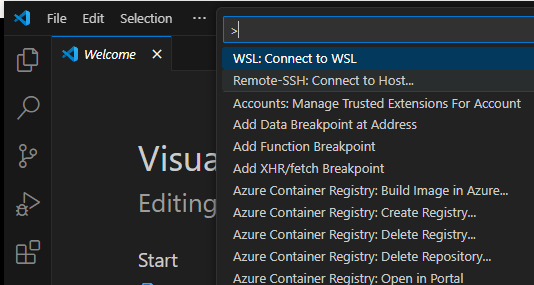 File Edit Selection ...
>
Welcome
WSL: Connect to WSL
Remote-SSH: Connect to Host...
Accounts: Manage Trusted Extensions For Account
Add Data Breakpoint at Address
Add Function Breakpoint
Add XHR/fetch Breakpoint
Azure Container Registry: Build Image in Azure...
Azure Container Registry: Create Registry...
Azure Container Registry: Delete Registry...
Azure Container Registry: Delete Repository...
Azure Container Registry: Open in Portal
Visua
Editing
Start